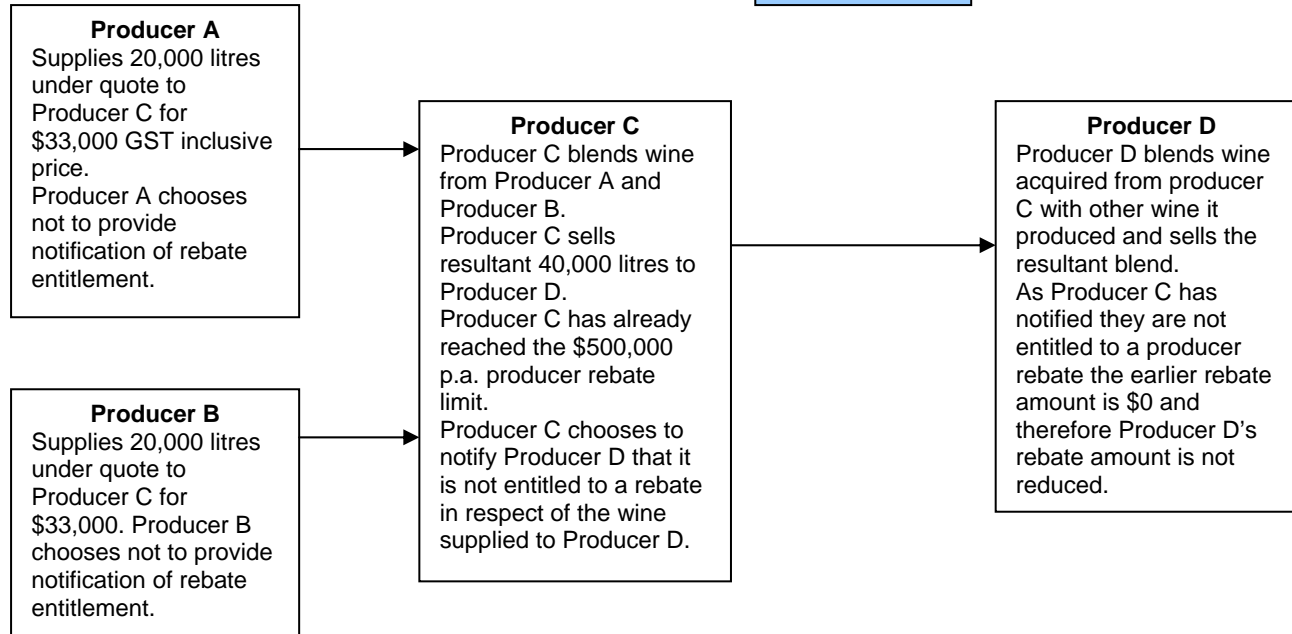 Producer A
Supplies 20,000 litres
under quote to
Producer C for
$33,000 GST inclusive
price.
Producer A chooses
not to provide
notification of rebate
entitlement.
Producer B
Supplies 20,000 litres
under quote to
Producer C for
$33,000. Producer B
chooses not to provide
notification of rebate
entitlement.
Producer C
Producer C blends wine
from Producer A and
Producer B.
Producer C sells
resultant 40,000 litres to
Producer D.
Producer C has already
reached the $500,000
p.a. producer rebate
limit.
Producer C chooses to
notify Producer D that it
is not entitled to a rebate
in respect of the wine
supplied to Producer D.
Producer D
Producer D blends wine
acquired from producer
C with other wine it
produced and sells the
resultant blend.
As Producer C has
notified they are not
entitled to a producer
rebate the earlier rebate
amount is $0 and
therefore Producer D’s
rebate amount is not
reduced.